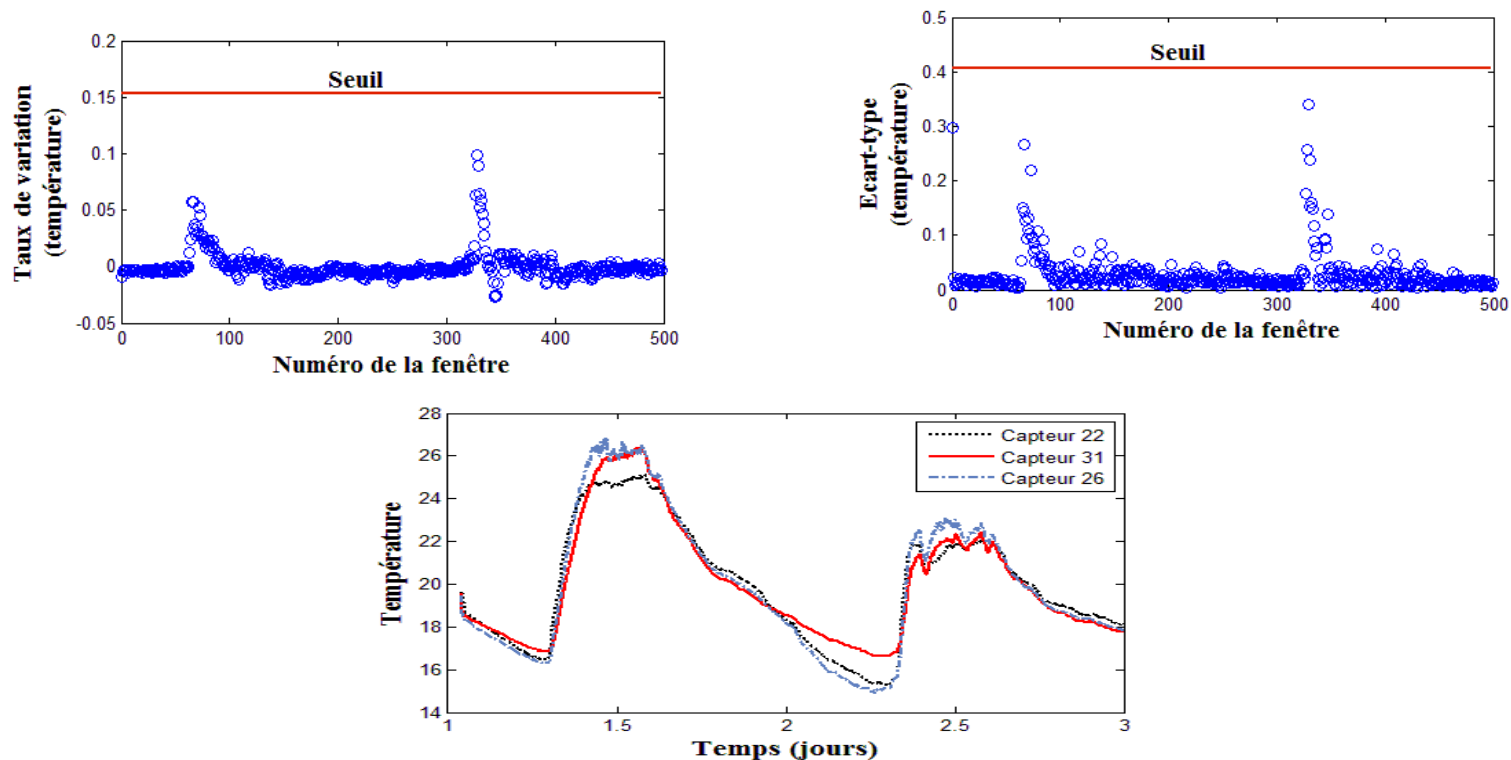 0.2
0.15
0.1
0.05
0
-0.05
Taux de variation
(température)
Seuil
0 100 200 300 400 500
Numéro de la fenêtre
0.5
0.4
0.3
0.2
0.1
0
Ecart-type
(température)
Seuil
0 100 200 300 400 500
Numéro de la fenêtre
28
26
24
22
20
18
16
14
Température
Capteur 22
Capteur 31
Capteur 26
1 1.5 2 2.5 3
Temps (jours)